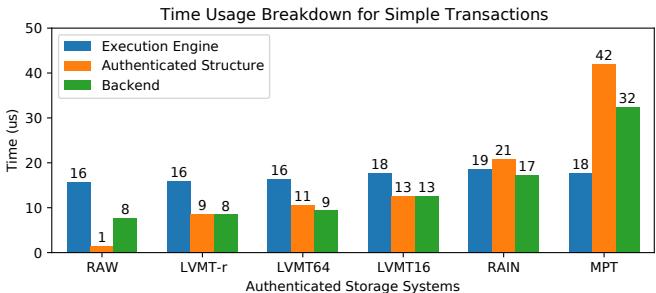 Time Usage Breakdown for Simple Transactions
50
40
30
20
10
0
Time (us)
Execution Engine
Authenticated Structure
Backend
16 1 8
16 9 8
16 11 9
18 13 13
19 21 17
18 42 32
RAW LVMT-r LVMT64 LVMT16 RAIN MPT
Authenticated Storage Systems